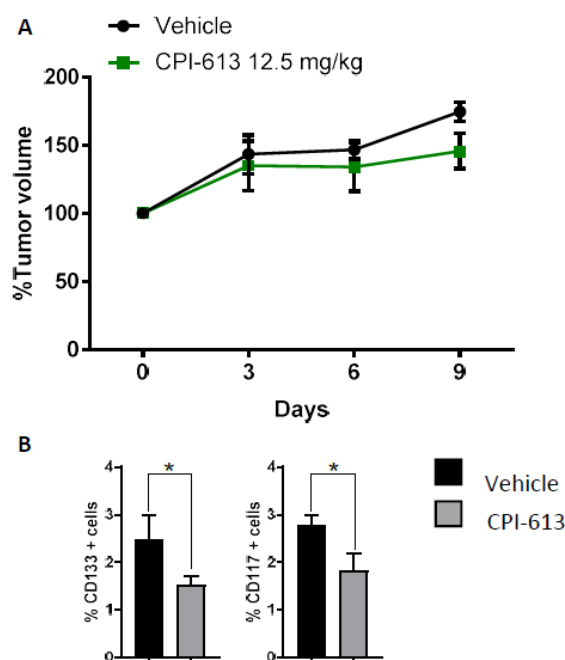 A
Vehicle
CPI-613 12.5 mg/kg
%Tumor volume
200
150
100
50
0
0 3 6 9
Days
B
% CD133 + cells
4
3
2
1
0
*
% CD117 + cells
4
3
2
1
0
*
Vehicle
CPI-613